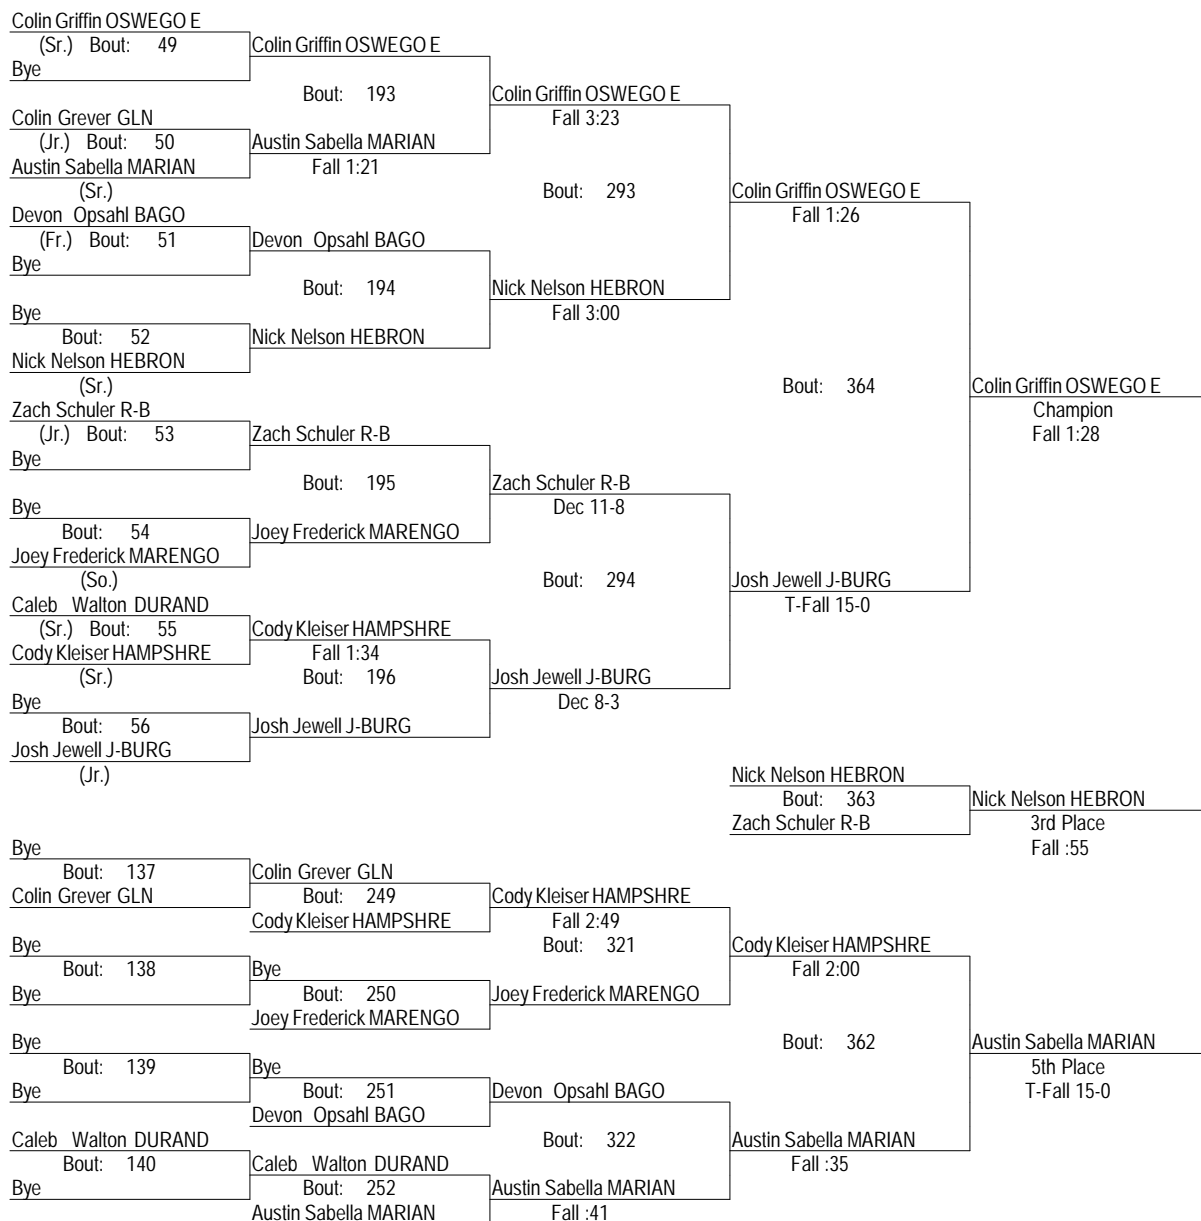 Colin Griffin OSWEGO E
(Sr.) Bout: 49 Colin Griffin OSWEGO E
Bye
Bout: 193 Colin Griffin OSWEGO E
Colin Grever GLN Fall 3:23
(Jr.) Bout: 50 Austin Sabella MARIAN
Austin Sabella MARIAN Fall 1:21
(Sr.) Bout: 293 Colin Griffin OSWEGO E
Devon Opsahl BAGO Fall 1:26
(Fr.) Bout: 51 Devon Opsahl BAGO
Bye
Bout: 194 Nick Nelson HEBRON
Bye Fall 3:00
Bout: 52 Nick Nelson HEBRON
Nick Nelson HEBRON
(Sr.) Bout: 364 Colin Griffin OSWEGO E
Zach Schuler R-B Champion
(Jr.) Bout: 53 Zach Schuler R-B Fall 1:28
Bye
Bout: 195 Zach Schuler R-B
Bye Dec 11-8
Bout: 54 Joey Frederick MARENGO
Joey Frederick MARENGO
(So.) Bout: 294 Josh Jewell J-BURG
Caleb Walton DURAND T-Fall 15-0
(Sr.) Bout: 55 Cody Kleiser HAMPSHRE
Cody Kleiser HAMPSHRE Fall 1:34
(Sr.) Bout: 196 Josh Jewell J-BURG
Bye Dec 8-3
Bout: 56 Josh Jewell J-BURG
Josh Jewell J-BURG
(Jr.) Nick Nelson HEBRON
Bout: 363 Nick Nelson HEBRON
Zach Schuler R-B 3rd Place
Bye Fall :55
Bout: 137 Colin Grever GLN
Colin Grever GLN Bout: 249 Cody Kleiser HAMPSHRE
Cody Kleiser HAMPSHRE Fall 2:49
Bye Bout: 321 Cody Kleiser HAMPSHRE
Bout: 138 Bye Fall 2:00
Bye Bout: 250 Joey Frederick MARENGO
Joey Frederick MARENGO
Bye Bout: 362 Austin Sabella MARIAN
Bout: 139 Bye 5th Place
Bye Bout: 251 Devon Opsahl BAGO T-Fall 15-0
Devon Opsahl BAGO
Caleb Walton DURAND Bout: 322 Austin Sabella MARIAN
Bout: 140 Caleb Walton DURAND Fall :35
Bye Bout: 252 Austin Sabella MARIAN
Austin Sabella MARIAN Fall :41